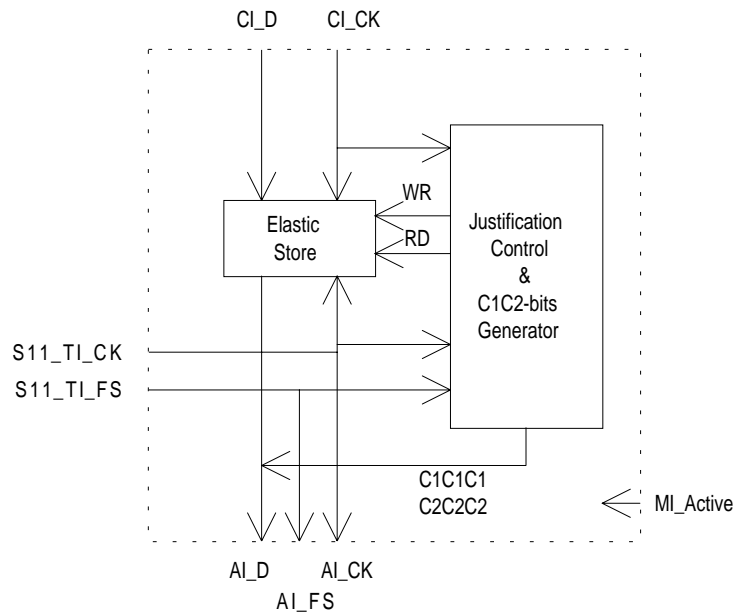 CI_D CI_CK
WR
Elastic
Store
RD
Justification
Control
&
C1C2-bits
Generator
S11_TI_CK
S11_TI_FS
C1C1C1
C2C2C2
MI_Active
AI_D AI_CK
AI_FS